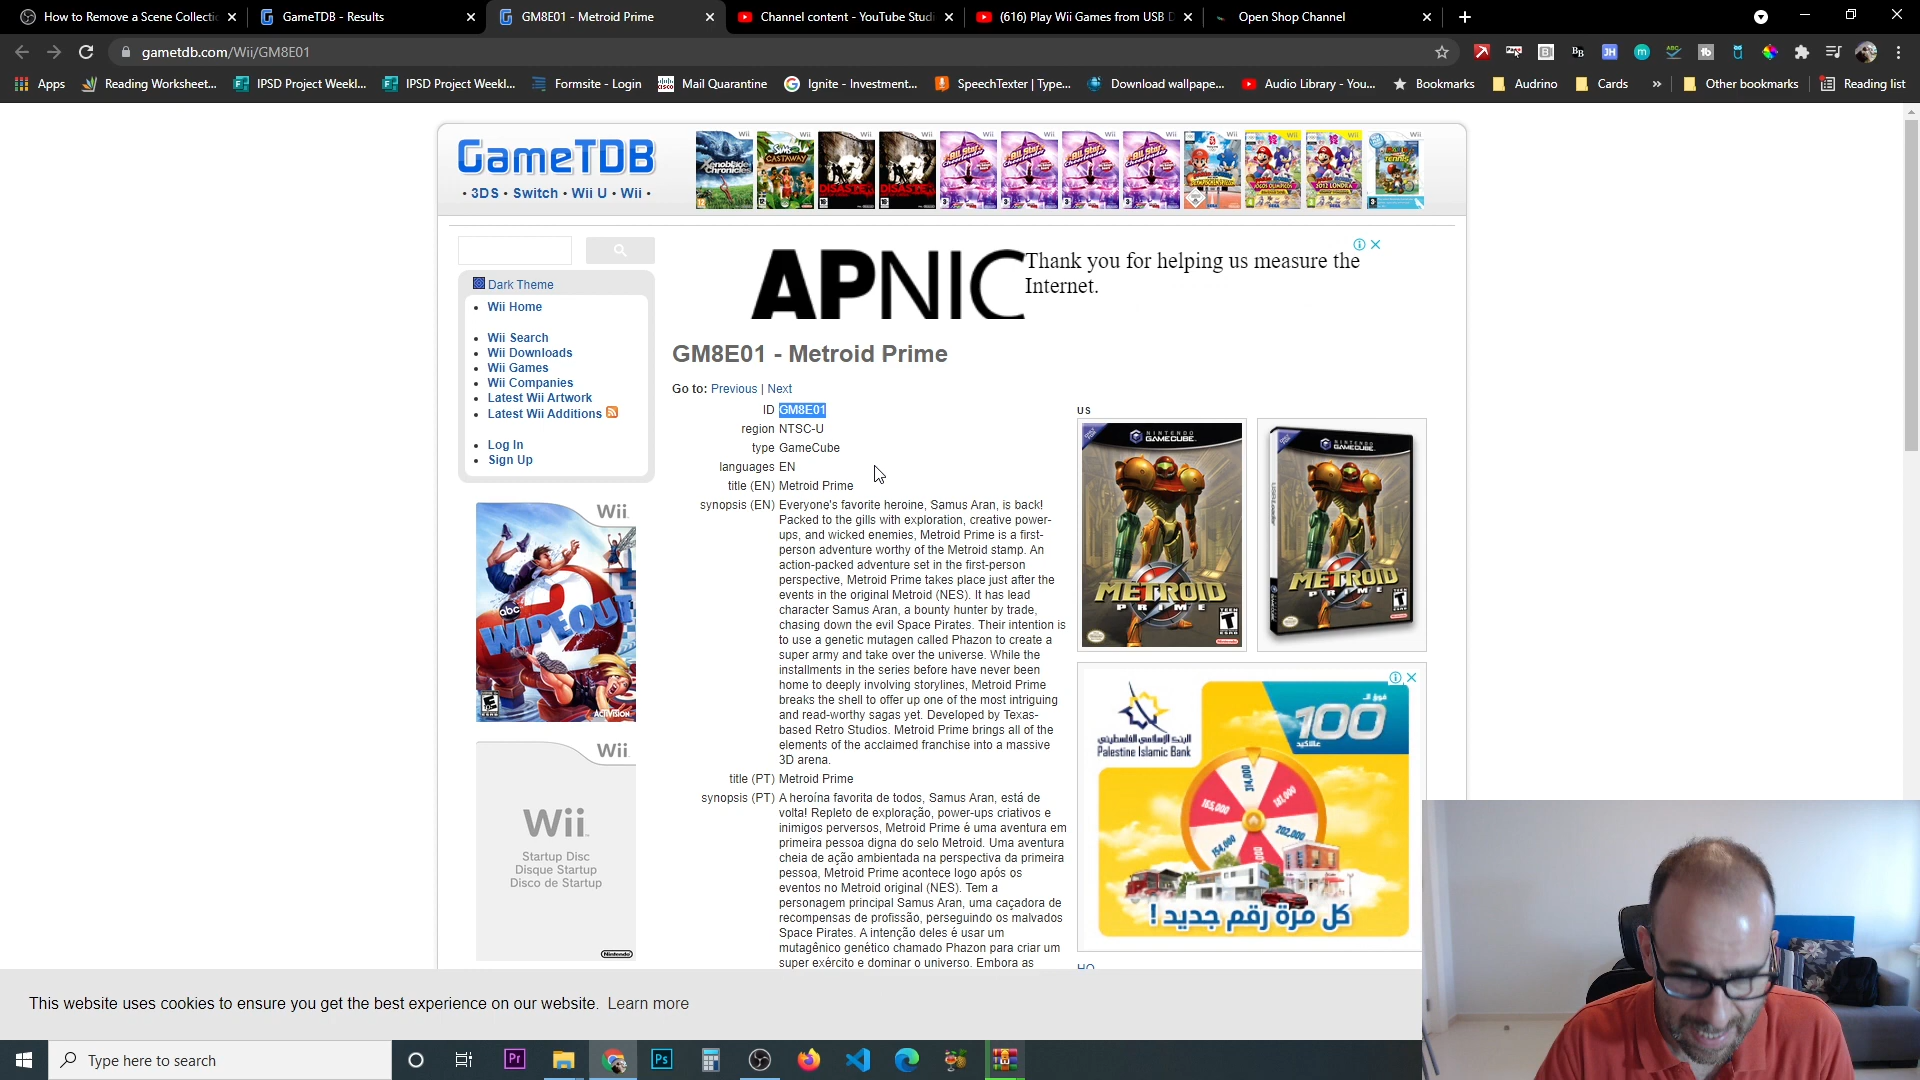 How to Remove a Scene Collectio
GameTDB - Results
GM8E01 - Metroid Prime
Channel content - YouTube Studi
(616) Play Wii Games from USB D
Open Shop Channel
gametdb.com/Wii/GM8E01
Apps
Reading Worksheet...
IPSD Project Weekl...
IPSD Project Weekl...
Formsite - Login
Mail Quarantine
Ignite - Investment...
SpeechTexter | Type...
Download wallpape...
Audio Library - You...
Bookmarks
Audrino
Cards
»
Other bookmarks
Reading list
GameTDB
• 3DS • Switch • Wii U • Wii •
Dark Theme
Wii Home
Wii Search
Wii Downloads
Wii Games
Wii Companies
Latest Wii Artwork
Latest Wii Additions
Log In
Sign Up
Wii
abc
WIPEOUT
2
ACTIVISION
Wii
Wii
Startup Disc
Disque Startup
Disco de Startup
Nintendo
APNIC
Thank you for helping us measure the
Internet.
GM8E01 - Metroid Prime
Go to: Previous | Next
ID GM8E01
region NTSC-U
type GameCube
languages EN
title (EN) Metroid Prime
synopsis (EN) Everyone's favorite heroine, Samus Aran, is back!
Packed to the gills with exploration, creative power-
ups, and wicked enemies, Metroid Prime is a first-
person adventure worthy of the Metroid stamp. An
action-packed adventure set in the first-person
perspective, Metroid Prime takes place just after the
events in the original Metroid (NES). It has lead
character Samus Aran, a bounty hunter by trade,
chasing down the evil Space Pirates. Their intention is
to use a genetic mutagen called Phazon to create a
super army and take over the universe. While the
installments in the series before have never been
home to deeply involving storylines, Metroid Prime
breaks the shell to offer up one of the most intriguing
and read-worthy sagas yet. Developed by Texas-
based Retro Studios. Metroid Prime brings all of the
elements of the acclaimed franchise into a massive
3D arena.
title (PT) Metroid Prime
synopsis (PT) A heroína favorita de todos, Samus Aran, está de
volta! Repleto de exploração, power-ups criativos e
inimigos perversos, Metroid Prime é uma aventura em
primeira pessoa digna do selo Metroid. Uma aventura
cheia de ação ambientada na perspectiva da primeira
pessoa, Metroid Prime acontece logo após os
eventos no Metroid original (NES). Tem a
personagem principal Samus Aran, uma caçadora de
recompensas de profissão, perseguindo os malvados
Space Pirates. A intenção deles é usar um
mutagênico genético chamado Phazon para criar um
super exército e dominar o universo. Embora as
US
NINTENDO
GAMECUBE
METROID
PRIME
TEEN
T
NINTENDO
GAMECUBE
METROID
PRIME
T
البنك الإسلامي الفلسطيني
Palestine Islamic Bank
فوق الـ
100
عالأكيد
165,000
154,000
202,000
كل مرة رقم جديد !
HQ
This website uses cookies to ensure you get the best experience on our website. Learn more
Type here to search